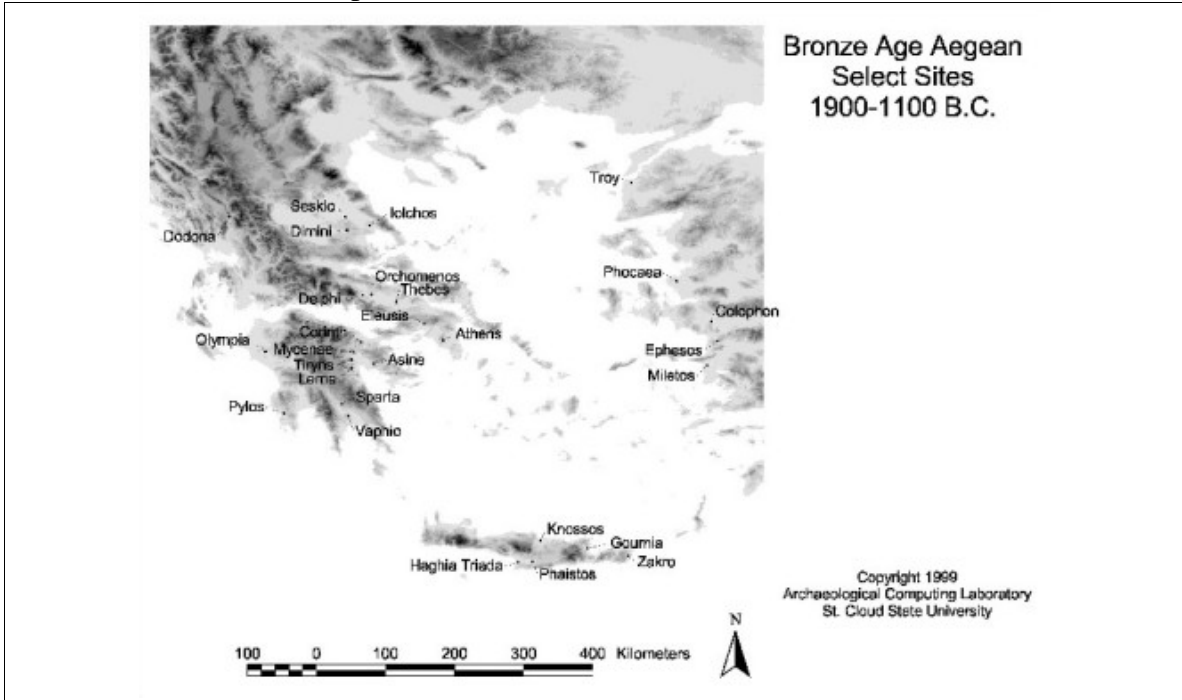 Bronze Age Aegean
Select Sites
1900-1100 B.C.
Troy
Sesklo
Iolchos
Dimini
Dodona
Phocaea
Orchomenos
Thebes
Delphi
Eleusis
Colophon
Athens
Corinth
Olympia
Mycenae
Ephesos
Asine
Tiryns
Lerna
Miletos
Sparta
Pylos
Vaphio
Knossos
Gournia
Zakro
Haghia Triada
Phaistos
Copyright 1999
Archaeological Computing Laboratory
St. Cloud State University
N
100 0 100 200 300 400 Kilometers